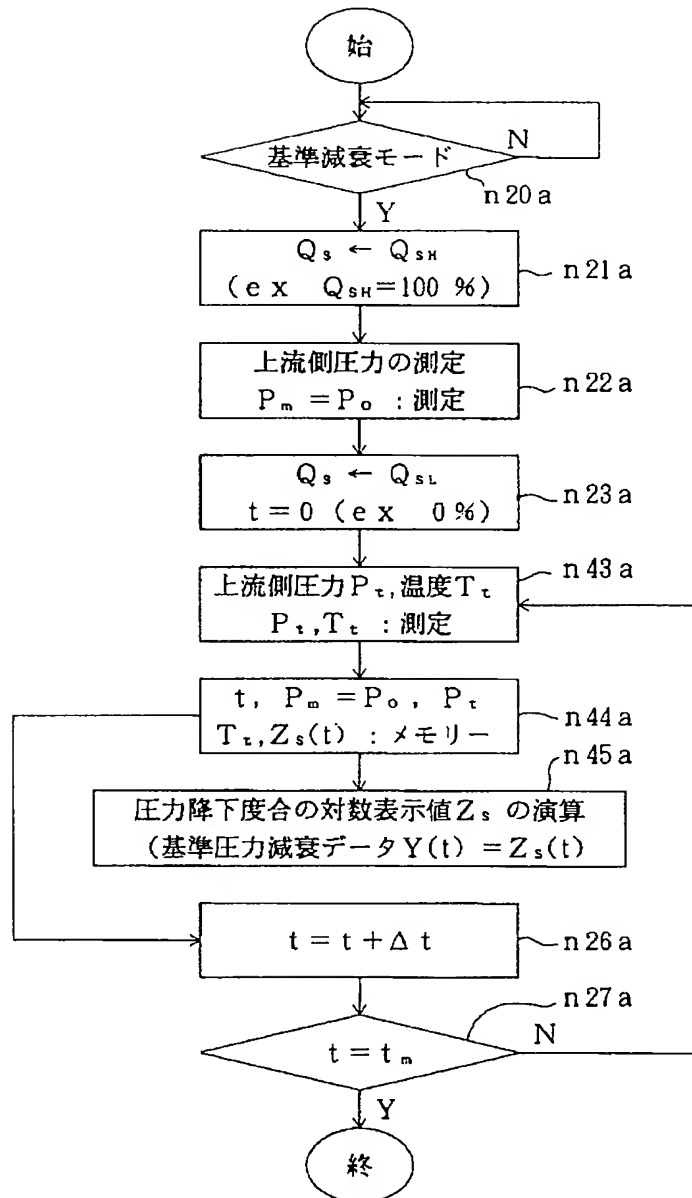 始
基準減衰モード
N
n20a
Y
Qs ← QSH
(ex QSH=100 %)
n21a
上流側圧力の測定
Pm=Po:測定
n22a
Qs ← QSL
t=0 (ex 0%)
n23a
n43a
上流側圧力Pt,温度Tt
Pt,Tt:測定
t, Pm=Po, Pt
Tt,Zs(t):メモリー
n44a
n45a
圧力降下度合の対数表示値Zsの演算
(基準圧力減衰データY(t)=Zs(t)
t=t+Δt
n26a
n27a
t=tm
N
Y
終